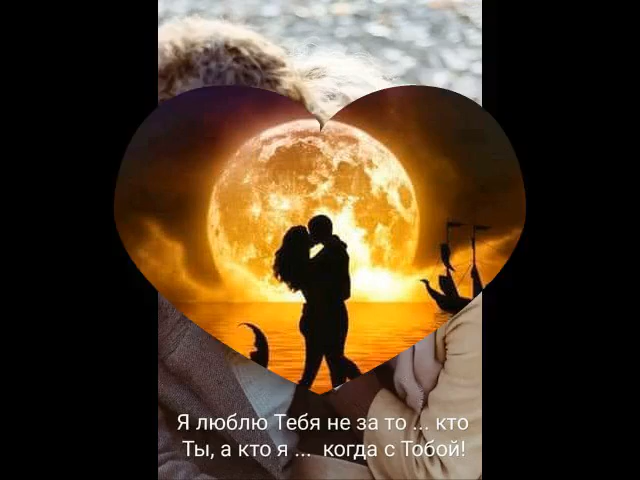 Я люблю Тебя не за то ... кто
Ты, а кто я ... когда с Тобой!